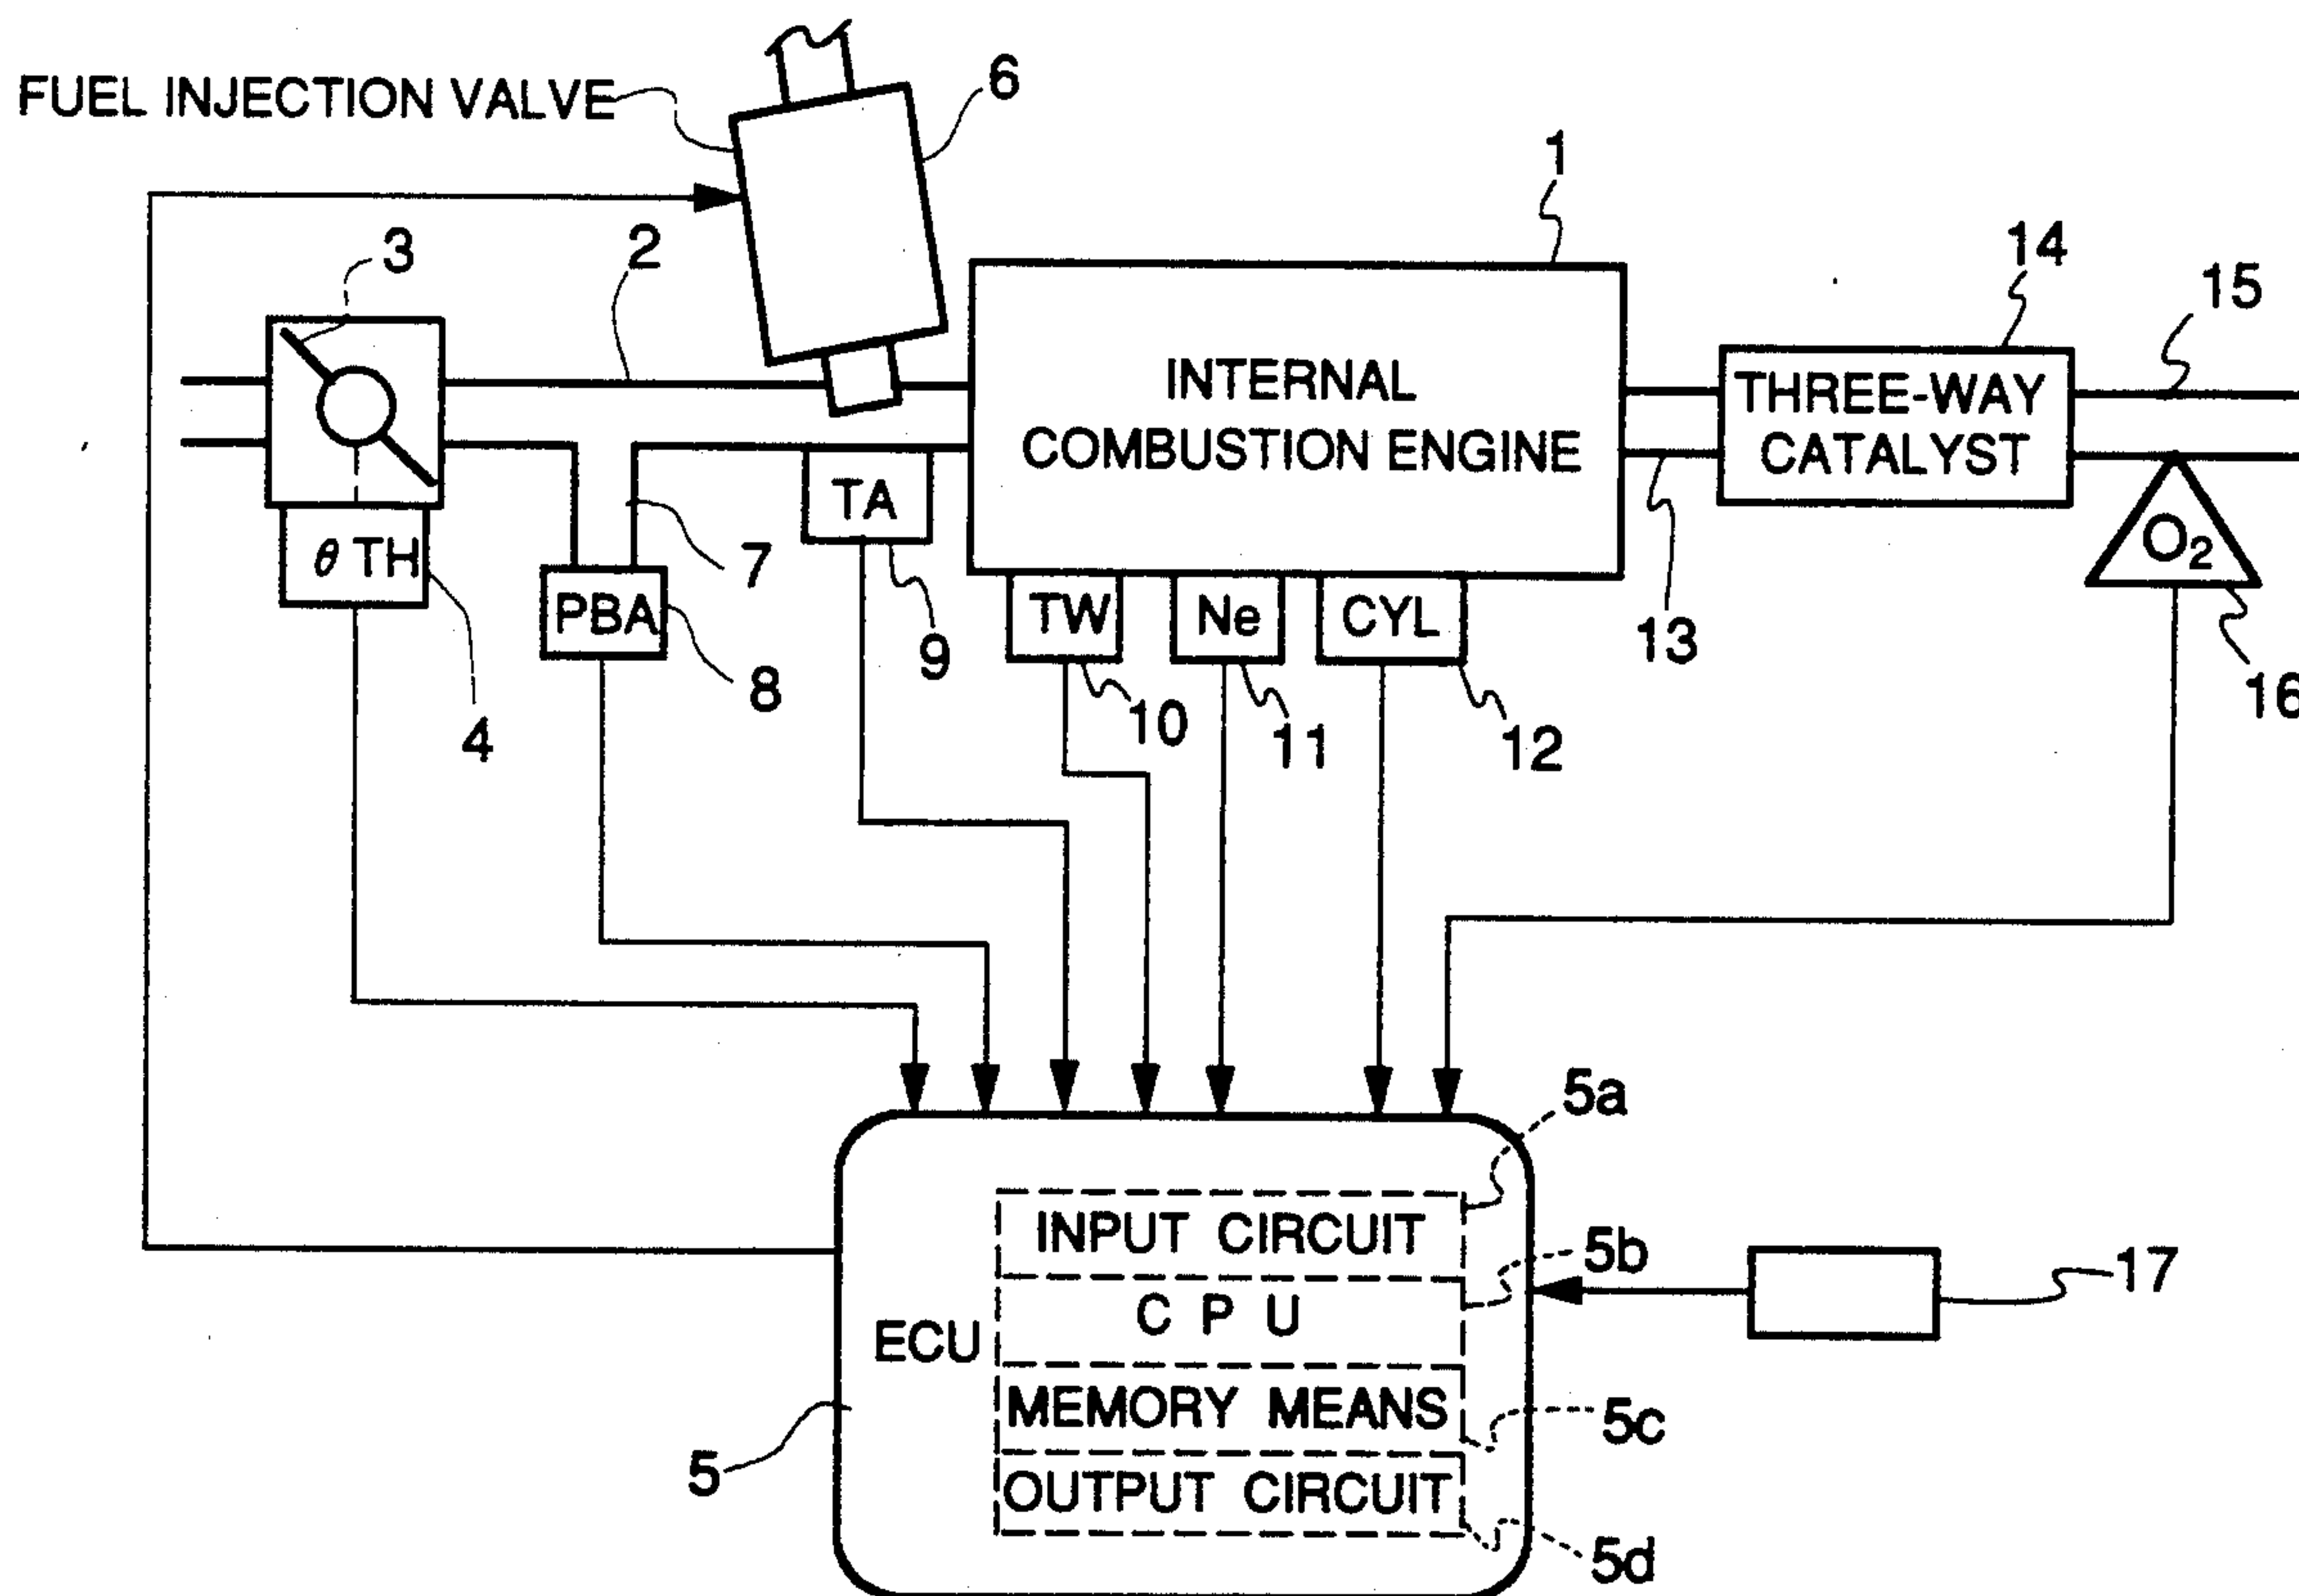 FUEL INJECTION VALVE
6
1
3
2
14
15
INTERNAL
COMBUSTION ENGINE
THREE-WAY
CATALYST
TA
θ TH
7
PBA
O₂
TW
Ne
CYL
9
13
8
4
10
11
12
16
5a
INPUT CIRCUIT
5b
17
C P U
ECU
MEMORY MEANS
5c
5
OUTPUT CIRCUIT
5d